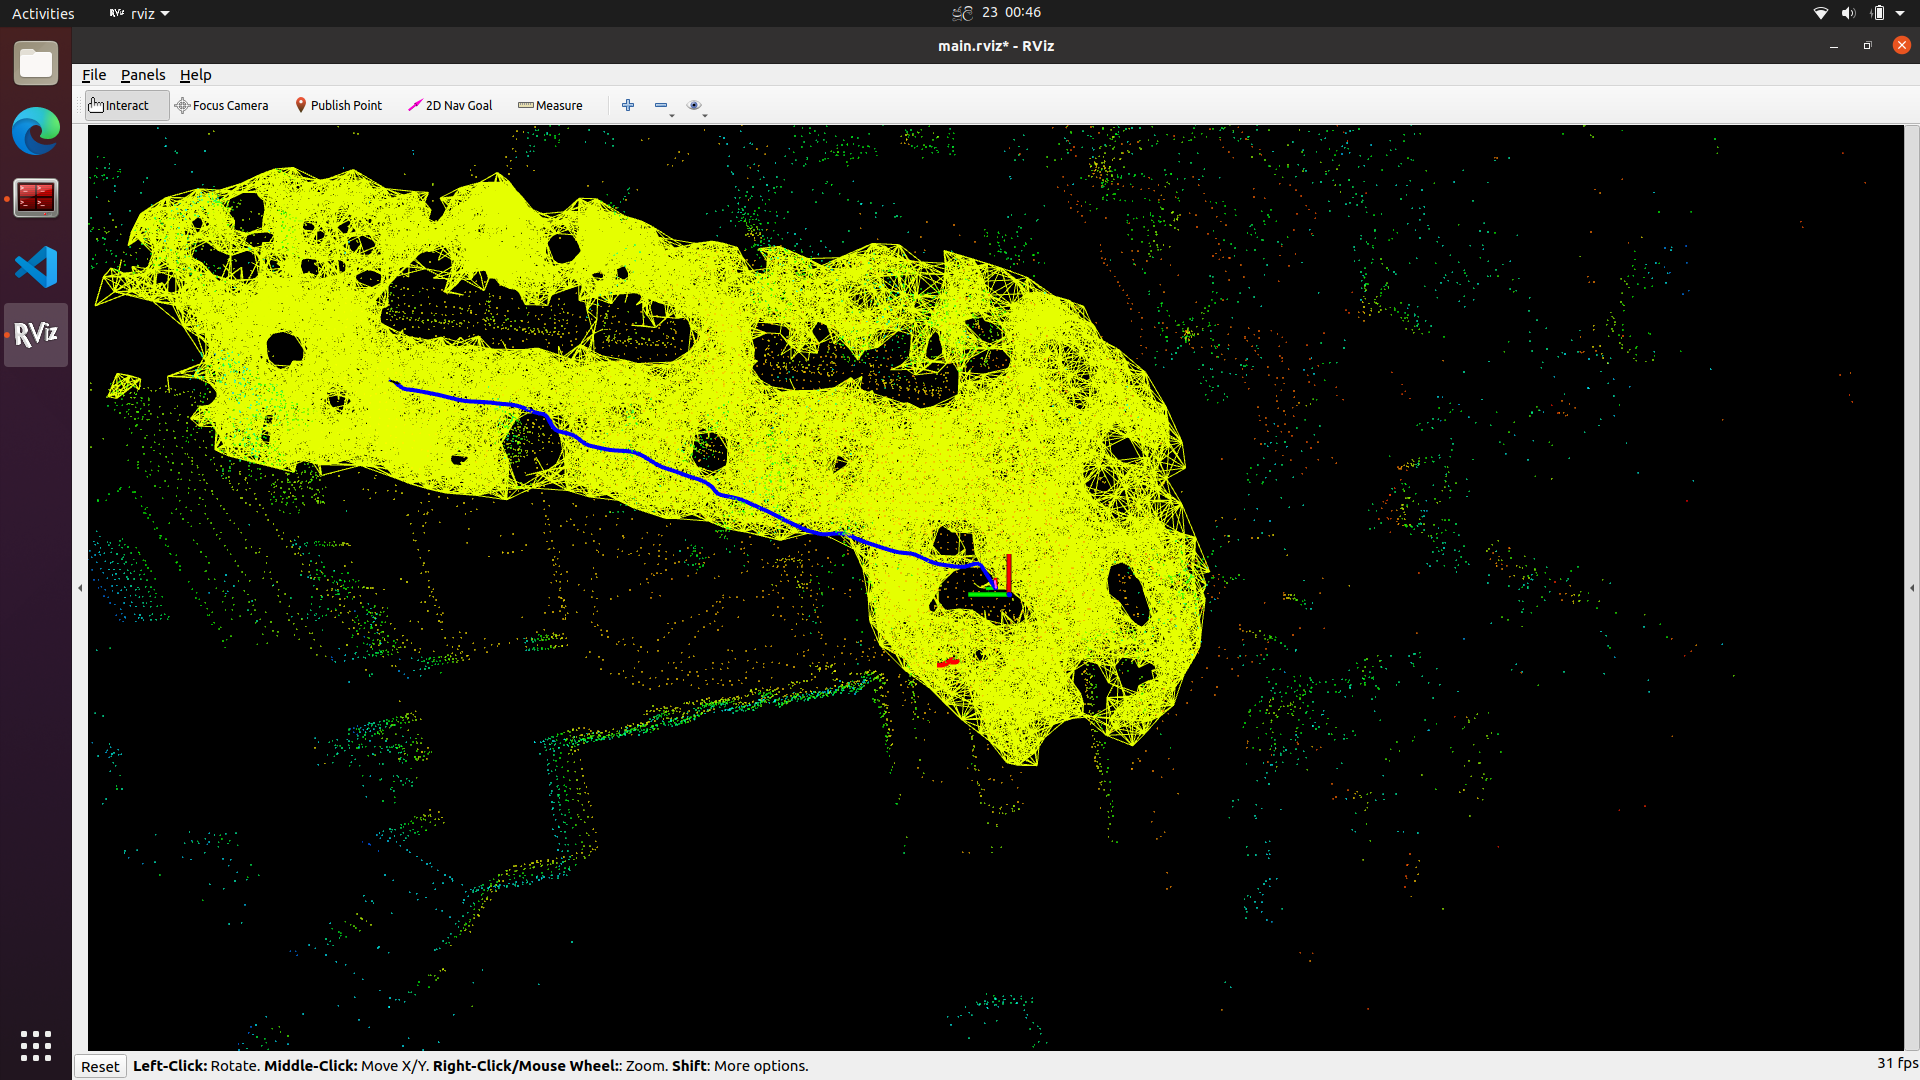 Activities
RViz rviz
ජූලි 23 00:46
main.rviz* - RViz
File Panels Help
Interact Focus Camera Publish Point 2D Nav Goal Measure
RViz
Reset Left-Click: Rotate. Middle-Click: Move X/Y. Right-Click/Mouse Wheel:: Zoom. Shift: More options.
31 fps